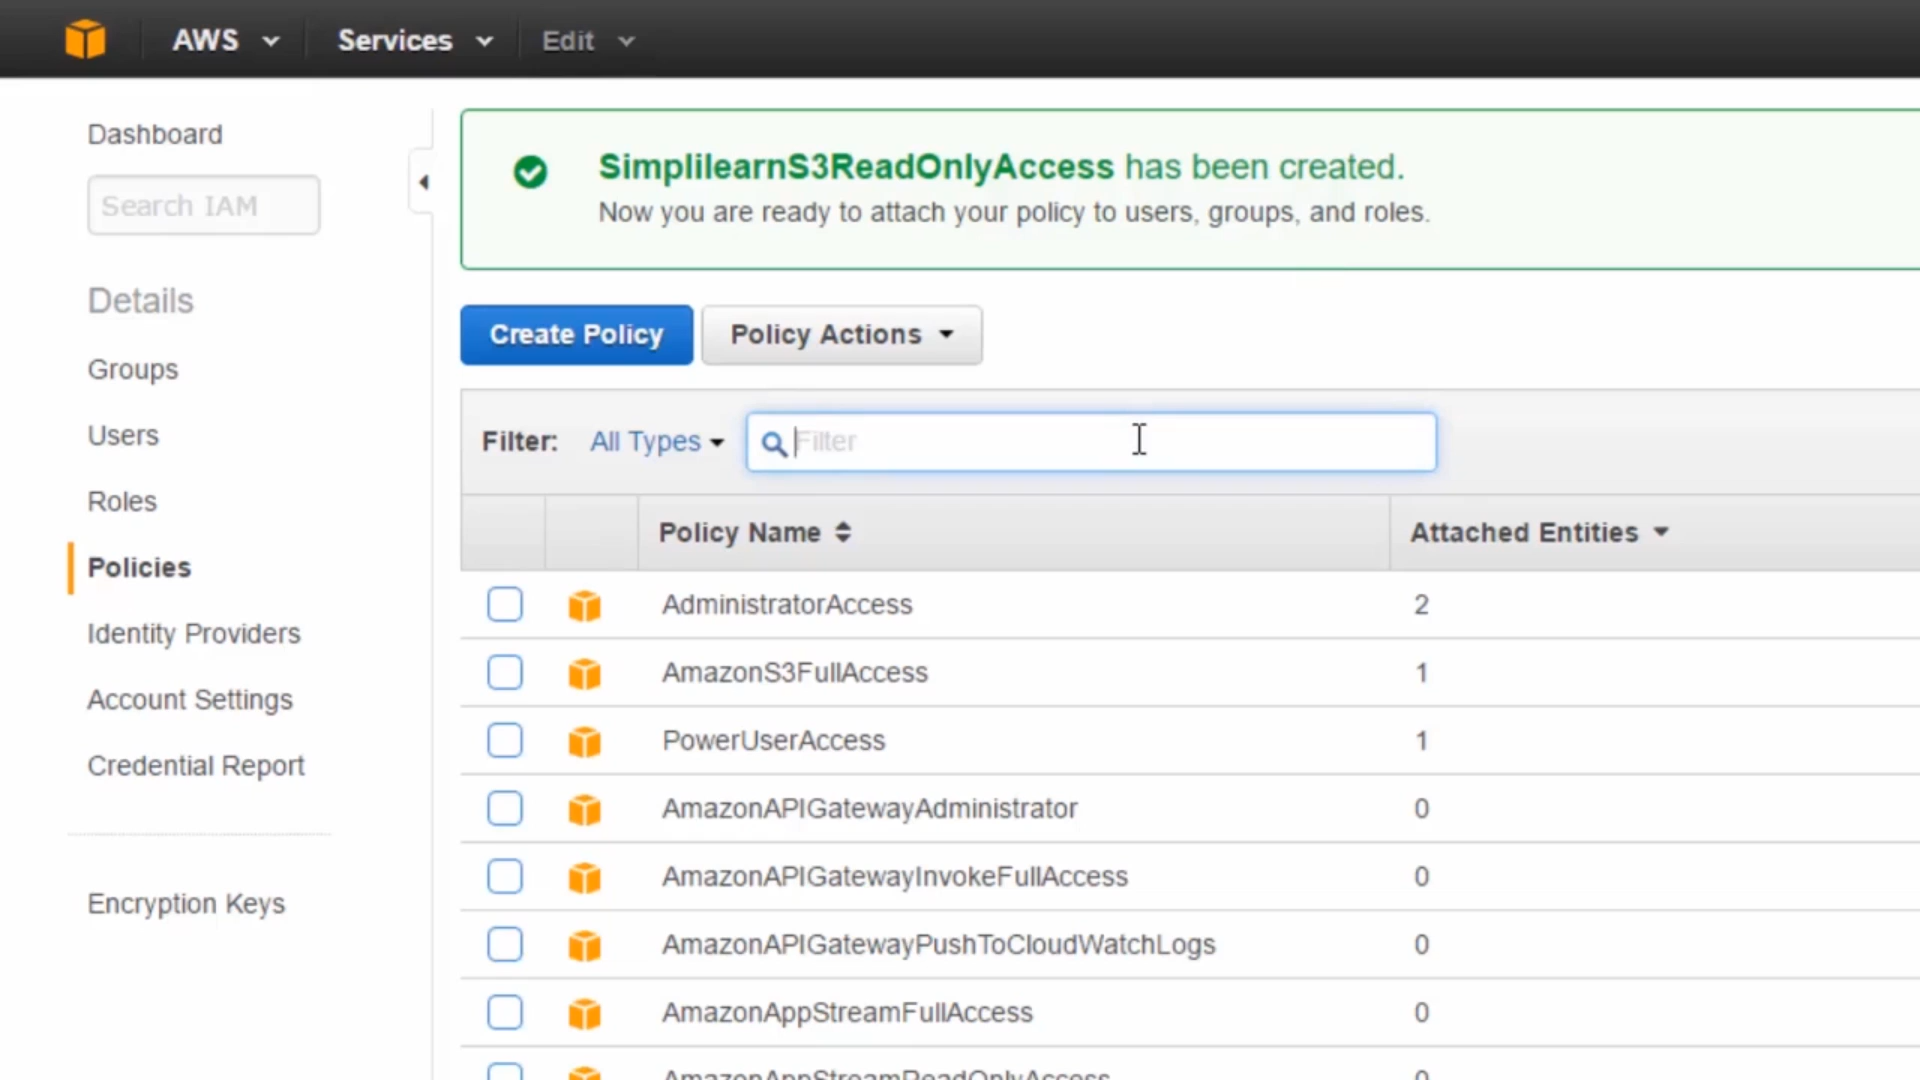 AWS Services Edit
Dashboard
Search IAM
Details
Groups
Users
Roles
Policies
Identity Providers
Account Settings
Credential Report
Encryption Keys
SimplilearnS3ReadOnlyAccess has been created.
Now you are ready to attach your policy to users, groups, and roles.
Create Policy Policy Actions
Filter: All Types Filter
Policy Name Attached Entities
AdministratorAccess 2
AmazonS3FullAccess 1
PowerUserAccess 1
AmazonAPIGatewayAdministrator 0
AmazonAPIGatewayInvokeFullAccess 0
AmazonAPIGatewayPushToCloudWatchLogs 0
AmazonAppStreamFullAccess 0
AmazonAppStreamReadOnlyAccess 0